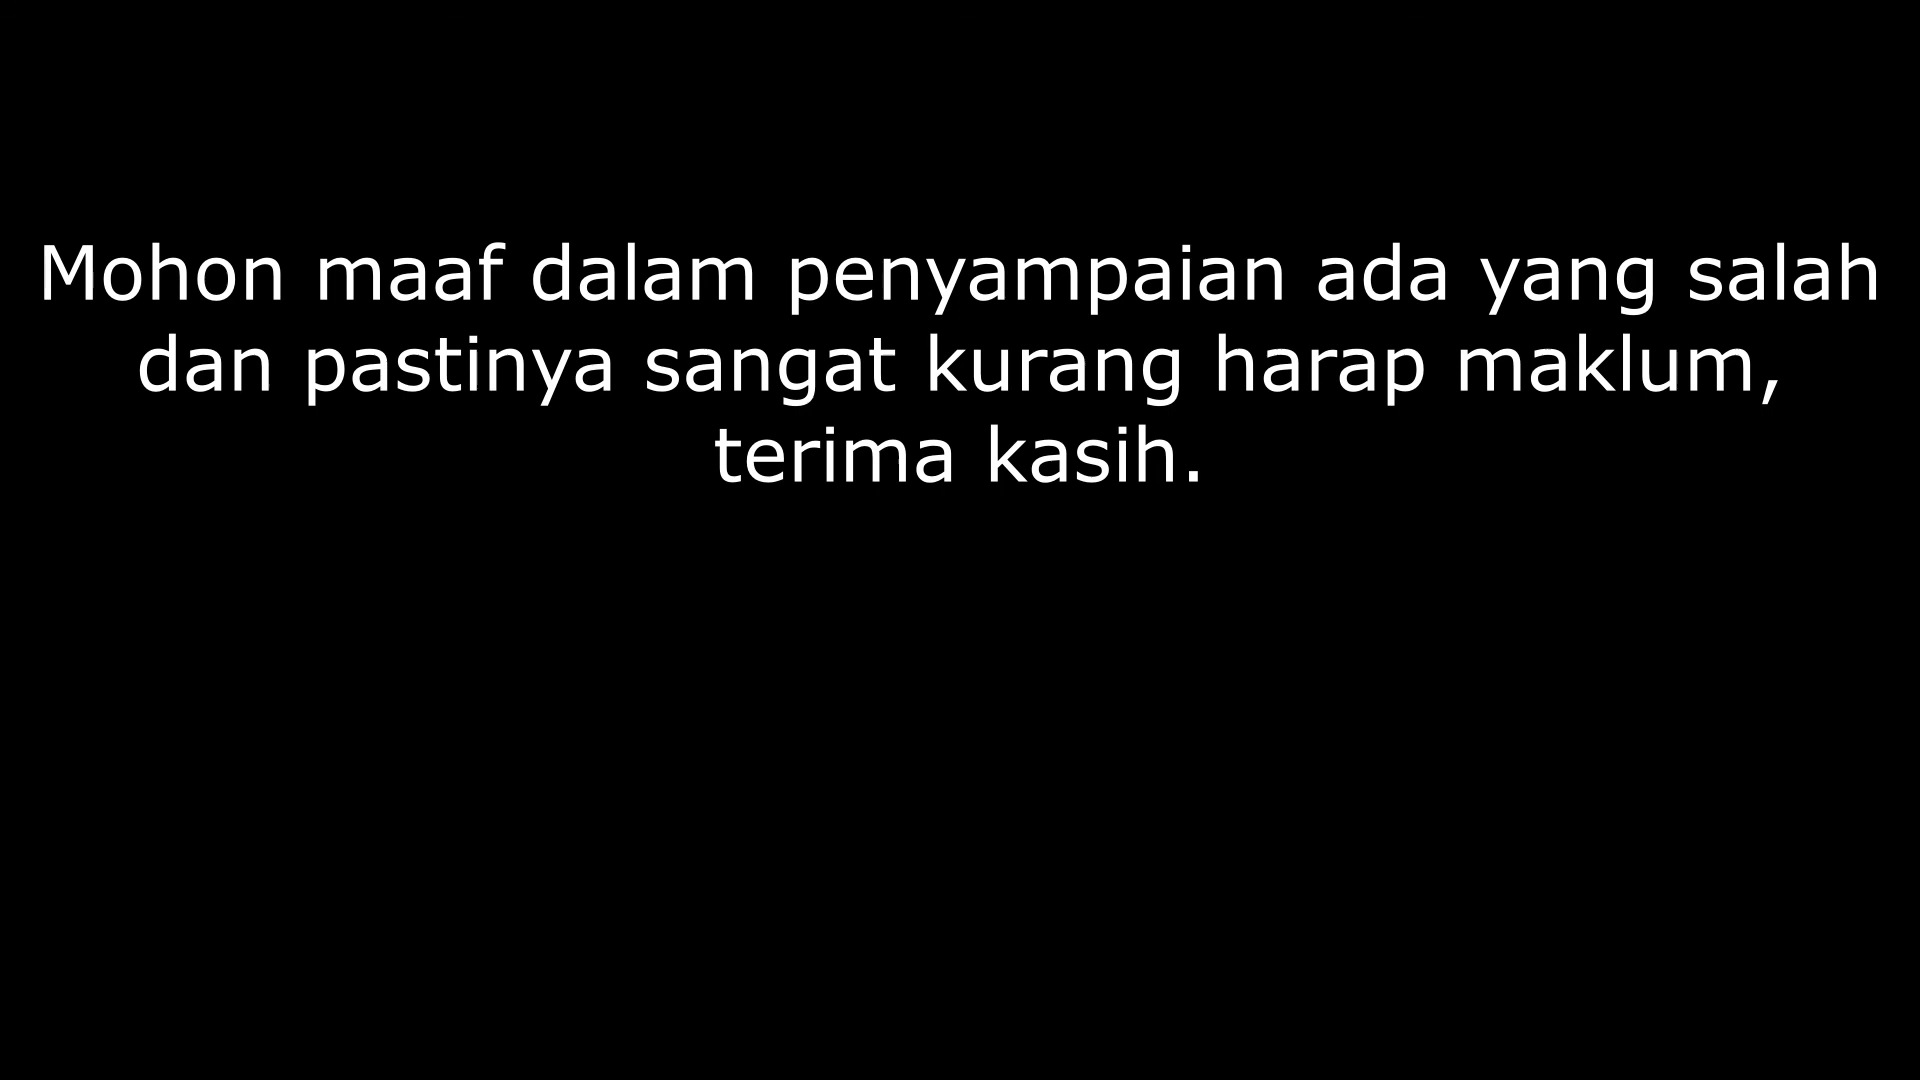 Mohon maaf dalam penyampaian ada yang salah
dan pastinya sangat kurang harap maklum,
terima kasih.